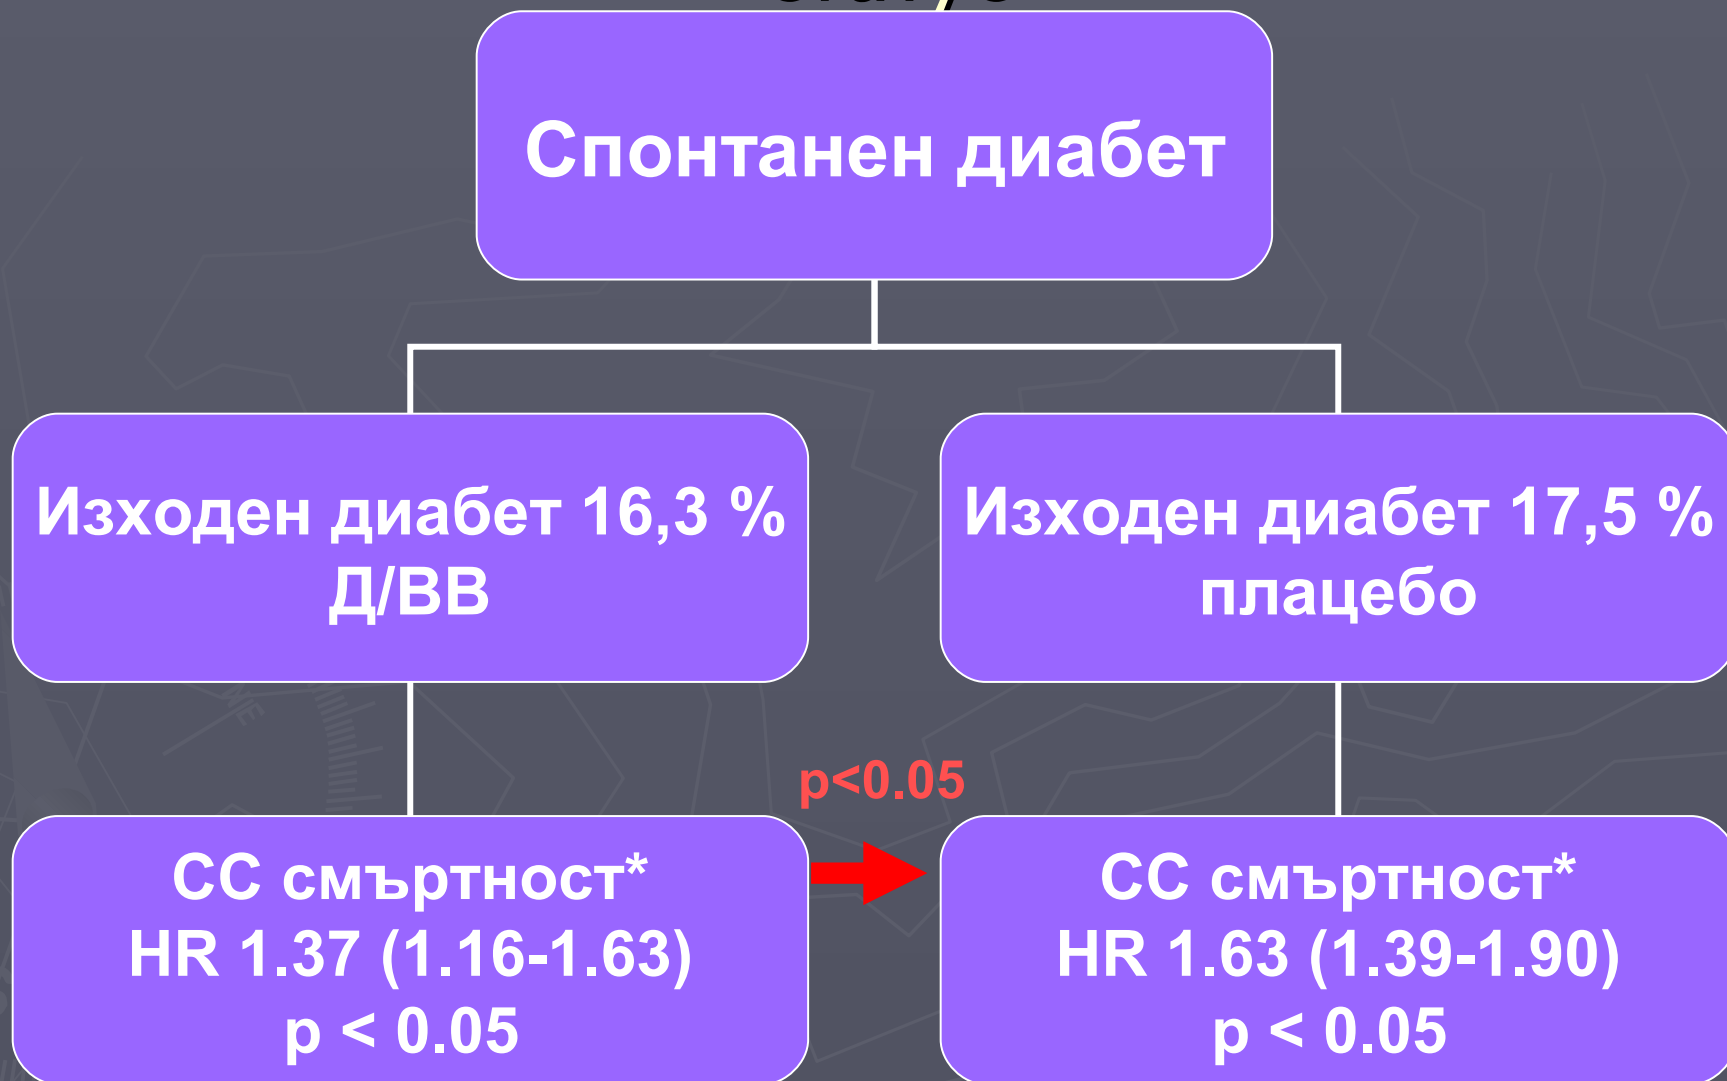 Спонтанен диабет
Изходен диабет 16,3 %
Д/ВВ
Изходен диабет 17,5 %
плацебо
p<0.05
СС смъртност*
HR 1.37 (1.16-1.63)
p < 0.05
СС смъртност*
HR 1.63 (1.39-1.90)
p < 0.05